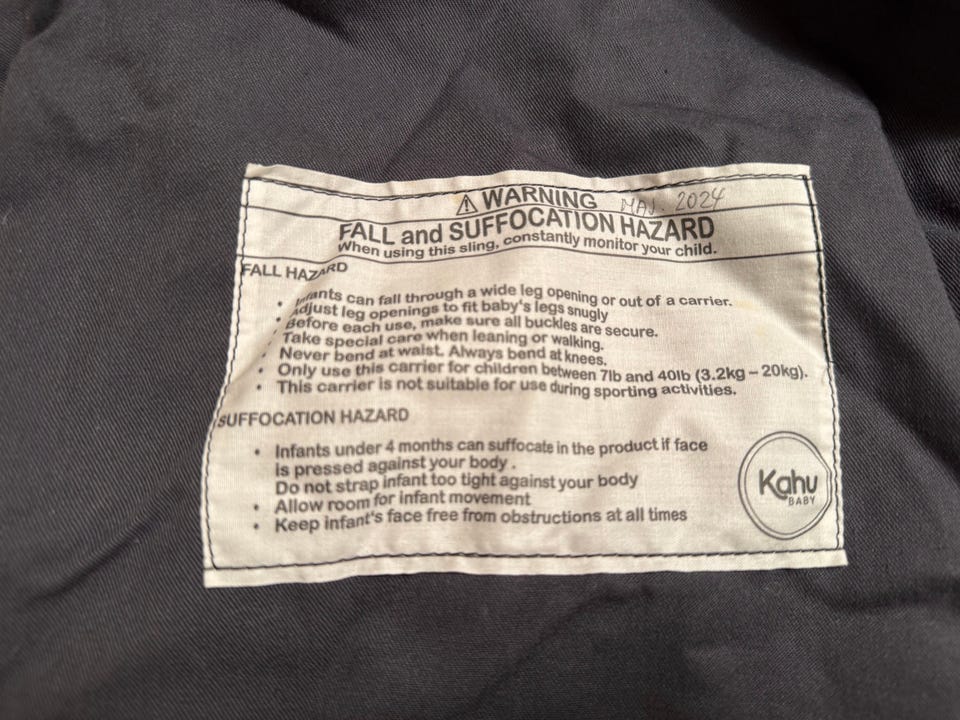 ⚠ WARNING MAJ. 2024
FALL and SUFFOCATION HAZARD
When using this sling, constantly monitor your child.
FALL HAZARD
• Infants can fall through a wide leg opening or out of a carrier.
• Adjust leg openings to fit baby's legs snugly
• Before each use, make sure all buckles are secure.
• Take special care when leaning or walking.
• Never bend at waist. Always bend at knees.
• Only use this carrier for children between 7lb and 40lb (3.2kg – 20kg).
• This carrier is not suitable for use during sporting activities.
SUFFOCATION HAZARD
• Infants under 4 months can suffocate in the product if face
is pressed against your body .
Do not strap infant too tight against your body
• Allow room for infant movement
• Keep infant's face free from obstructions at all times
Kahu
BABY